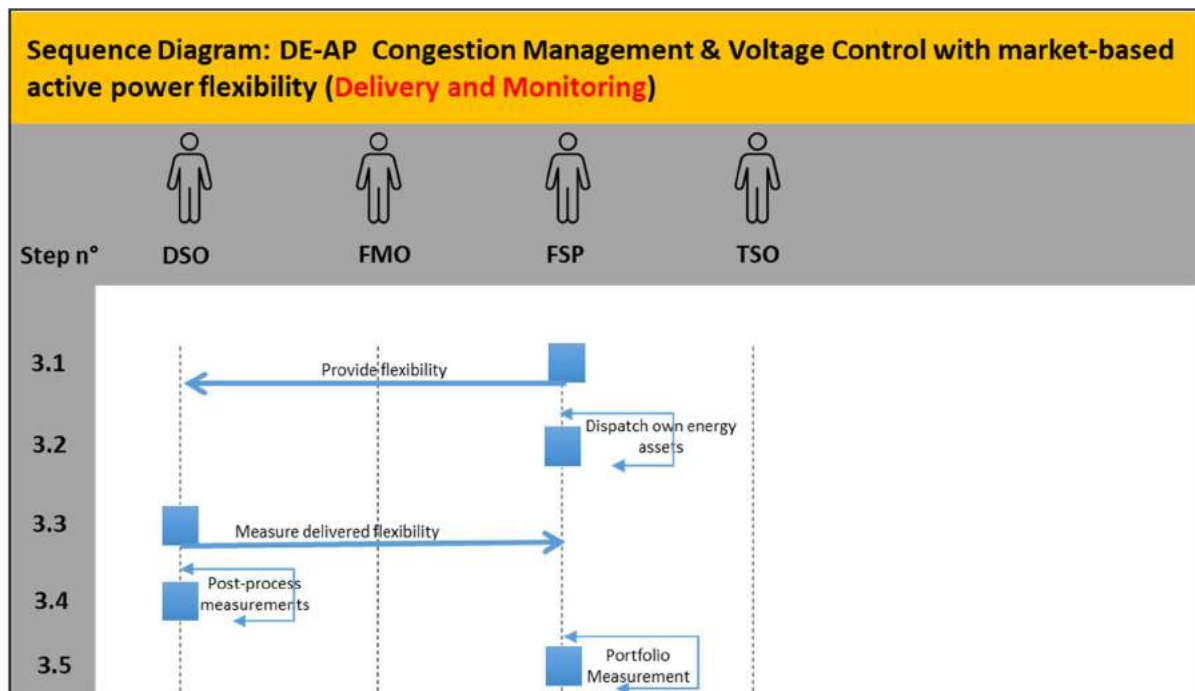 Sequence Diagram: DE-AP Congestion Management & Voltage Control with market-based
active power flexibility (Delivery and Monitoring)
Step n° DSO FMO FSP TSO
3.1
Provide flexibility
3.2
Dispatch own energy
assets
3.3
Measure delivered flexibility
3.4
Post-process
measurements
3.5
Portfolio
Measurement